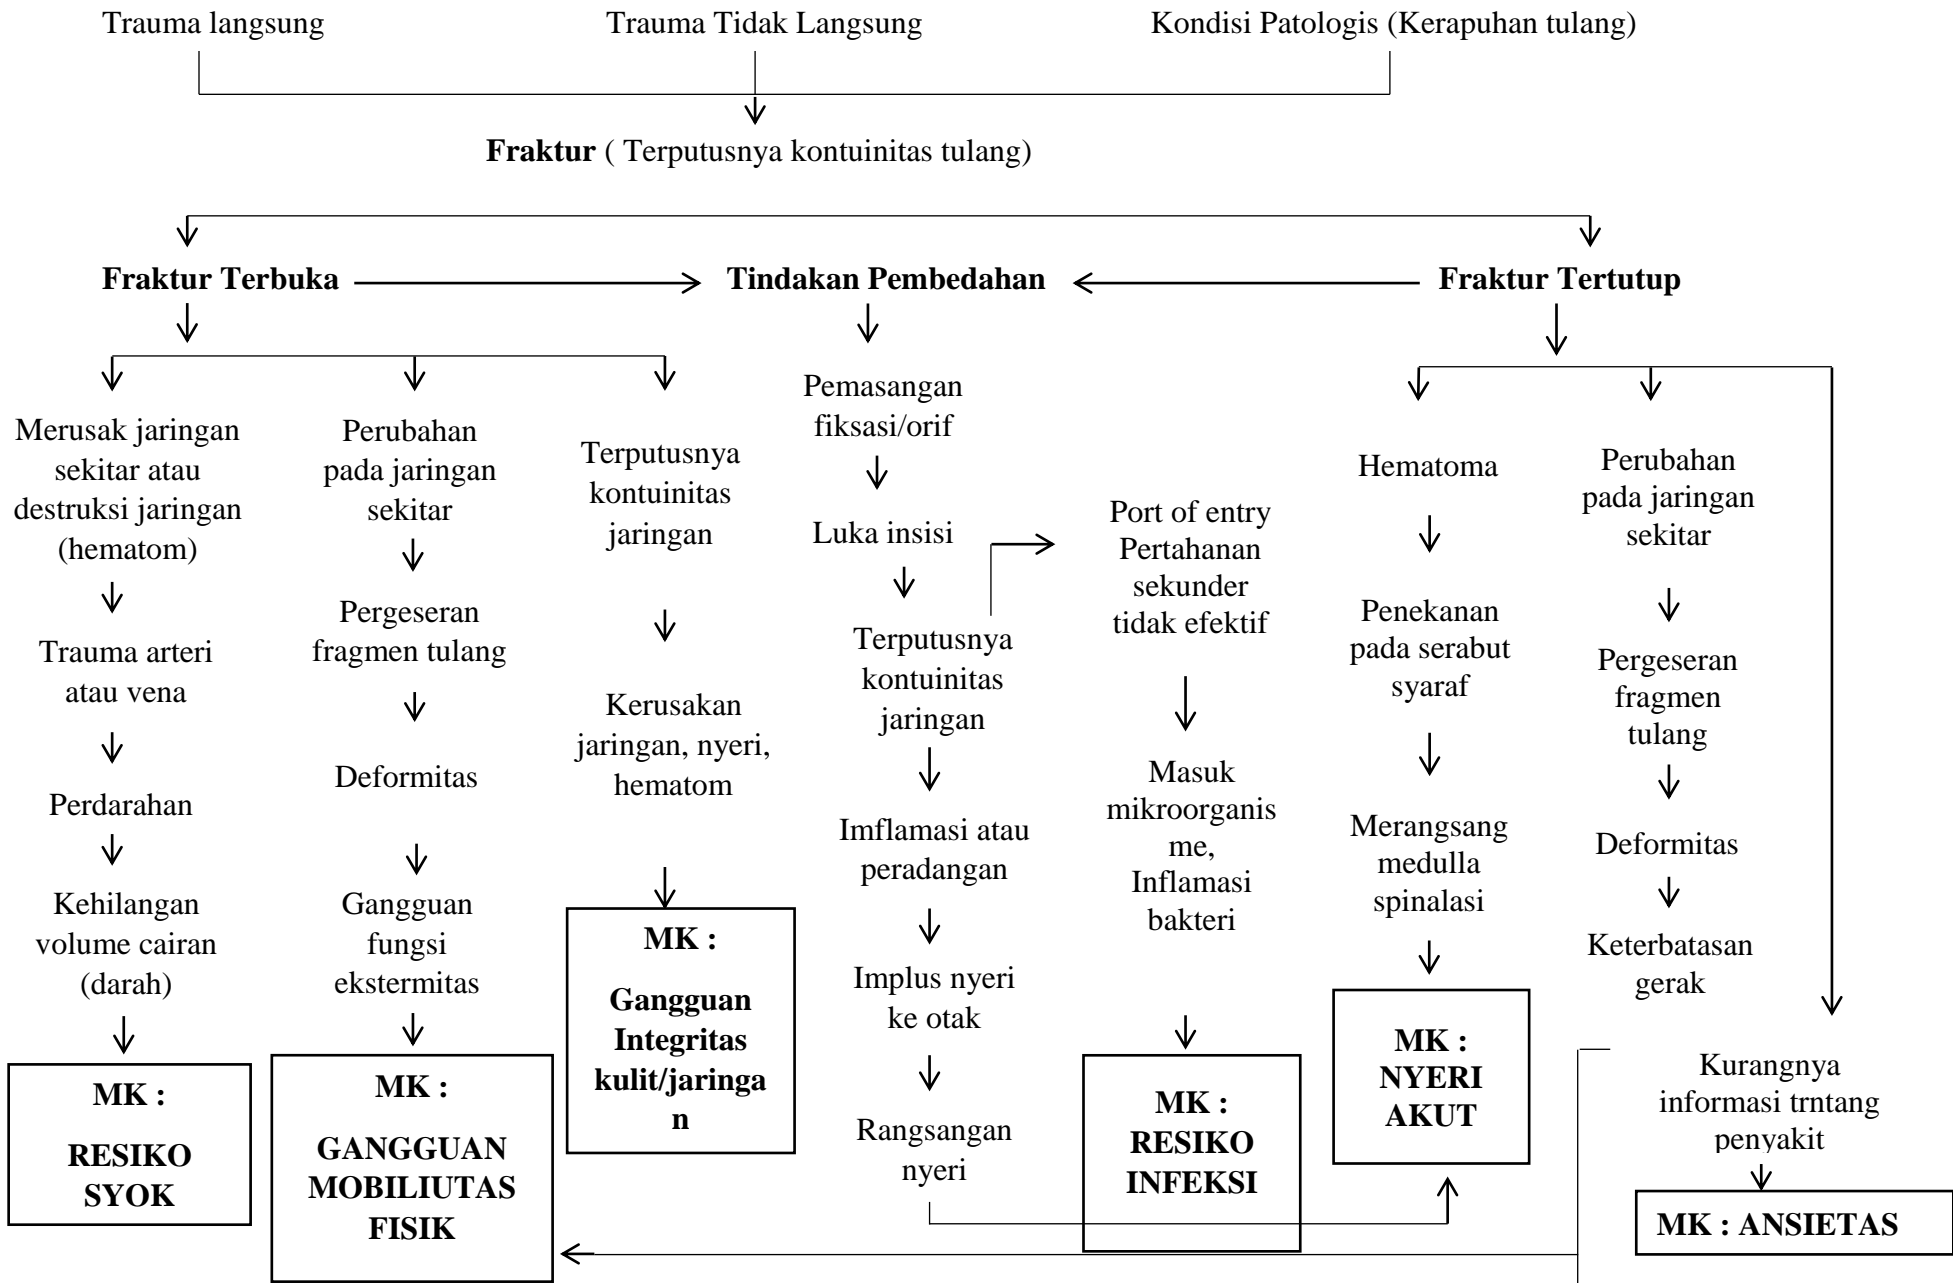 Trauma langsung
Trauma Tidak Langsung
Kondisi Patologis (Kerapuhan tulang)
Fraktur ( Terputusnya kontuinitas tulang)
Fraktur Terbuka
Tindakan Pembedahan
Fraktur Tertutup
Merusak jaringan
sekitar atau
destruksi jaringan
(hematom)
Trauma arteri
atau vena
Perdarahan
Kehilangan
volume cairan
(darah)
MK :
RESIKO
SYOK
Perubahan
pada jaringan
sekitar
Pergeseran
fragmen tulang
Deformitas
Gangguan
fungsi
ekstermitas
MK :
GANGGUAN
MOBILIUTAS
FISIK
Terputusnya
kontuinitas
jaringan
Kerusakan
jaringan, nyeri,
hematom
MK :
Gangguan
Integritas
kulit/jaringa
n
Pemasangan
fiksasi/orif
Luka insisi
Terputusnya
kontuinitas
jaringan
Imflamasi atau
peradangan
Implus nyeri
ke otak
Rangsangan
nyeri
Port of entry
Pertahanan
sekunder
tidak efektif
Masuk
mikroorganis
me,
Inflamasi
bakteri
MK :
RESIKO
INFEKSI
Hematoma
Penekanan
pada serabut
syaraf
Merangsang
medulla
spinalasi
MK :
NYERI
AKUT
Perubahan
pada jaringan
sekitar
Pergeseran
fragmen
tulang
Deformitas
Keterbatasan
gerak
Kurangnya
informasi trntang
penyakit
MK : ANSIETAS